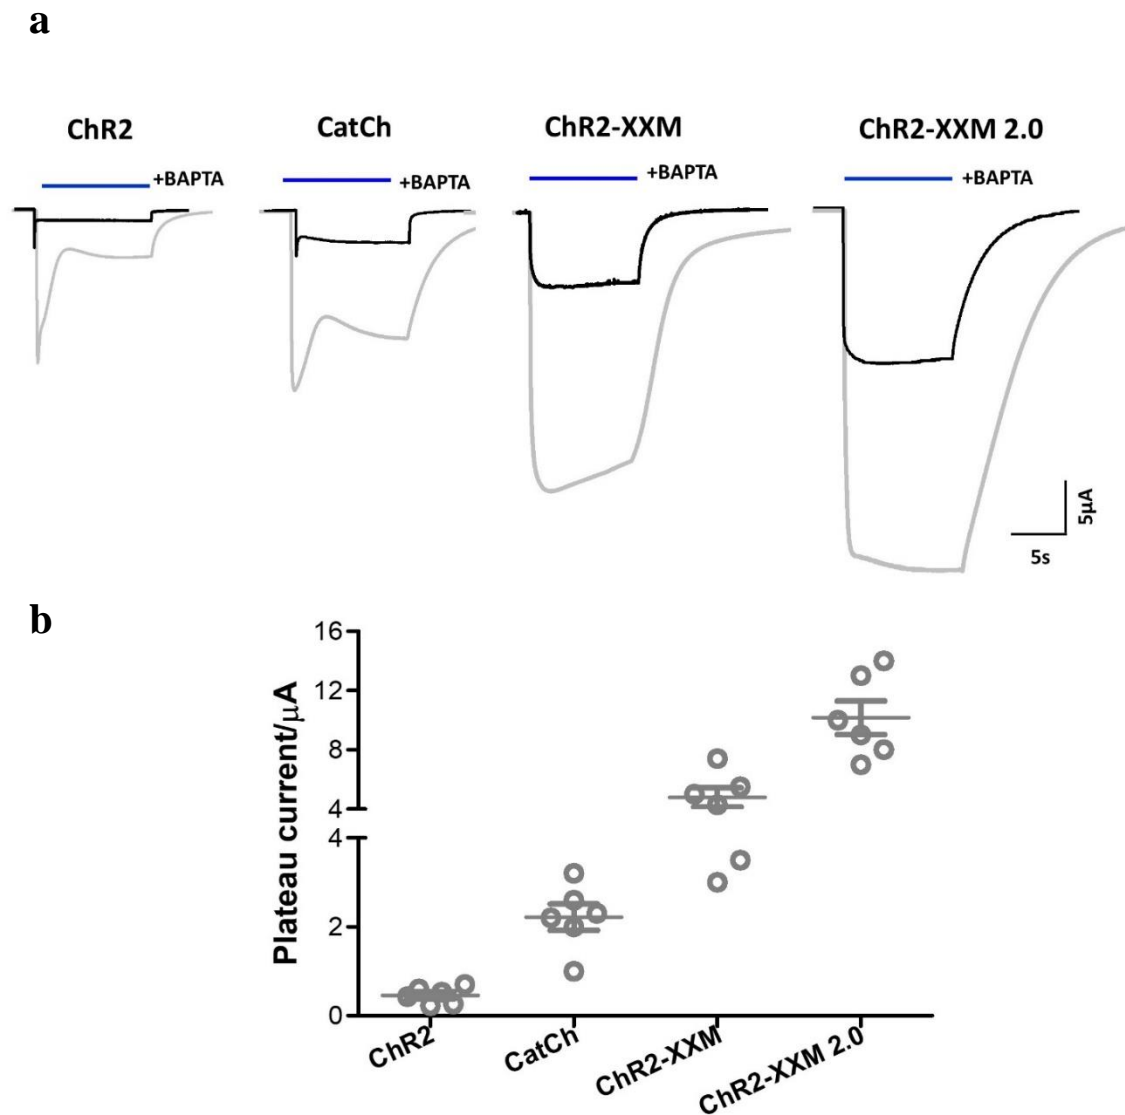 a
ChR2 CatCh ChR2-XXM ChR2-XXM 2.0
+BAPTA +BAPTA +BAPTA +BAPTA
5µA
5s
b
Plateau current/µA
16
12
8
4
4
2
0
ChR2 CatCh ChR2-XXM ChR2-XXM 2.0